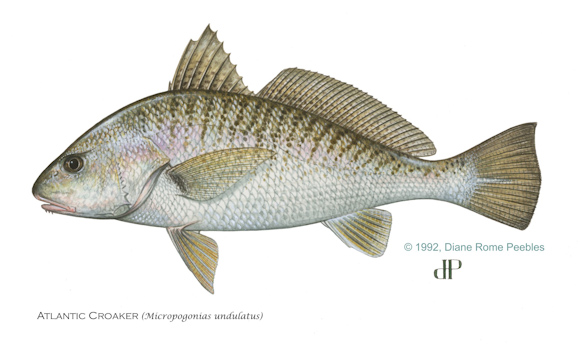 © 1992, Diane Rome Peebles
dP
Atlantic Croaker (Micropogonias undulatus)